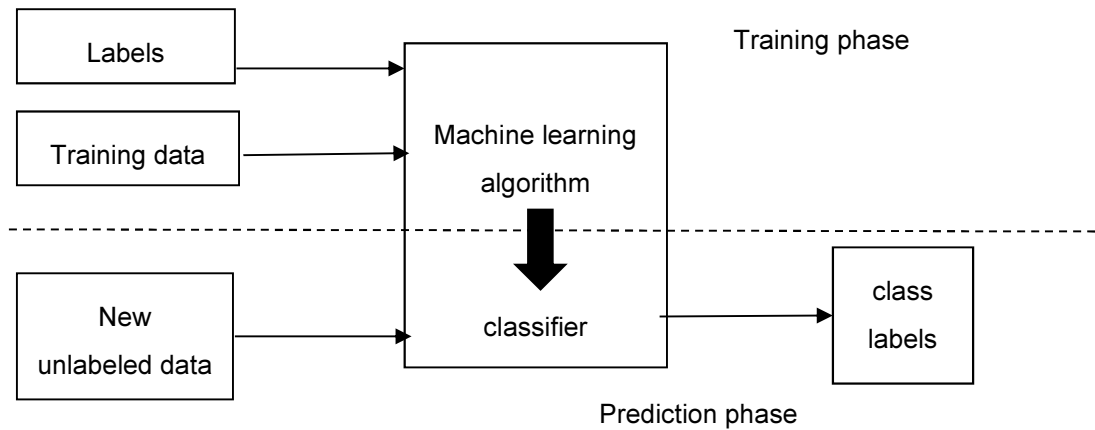 Labels
Training phase
Training data
Machine learning
algorithm
New
unlabeled data
classifier
class
labels
Prediction phase